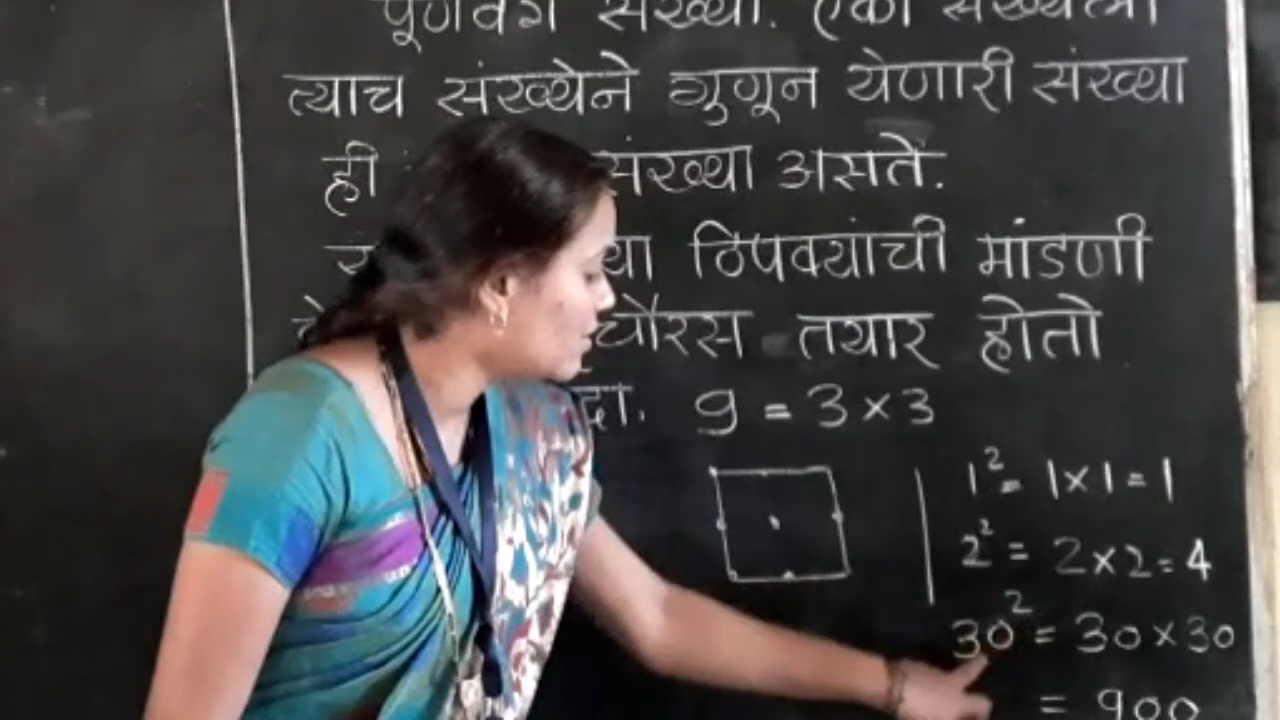 पूर्णवर्ग संख्या. एका संख्येला
त्याच संख्येने गुणून येणारी संख्या
ही संख्या असते.
ठिपक्यांची मांडणी
चौरस तयार होतो
उदा. 9 = 3 × 3
1² = 1 × 1 = 1
2² = 2 × 2 = 4
30² = 30 × 30
= 900